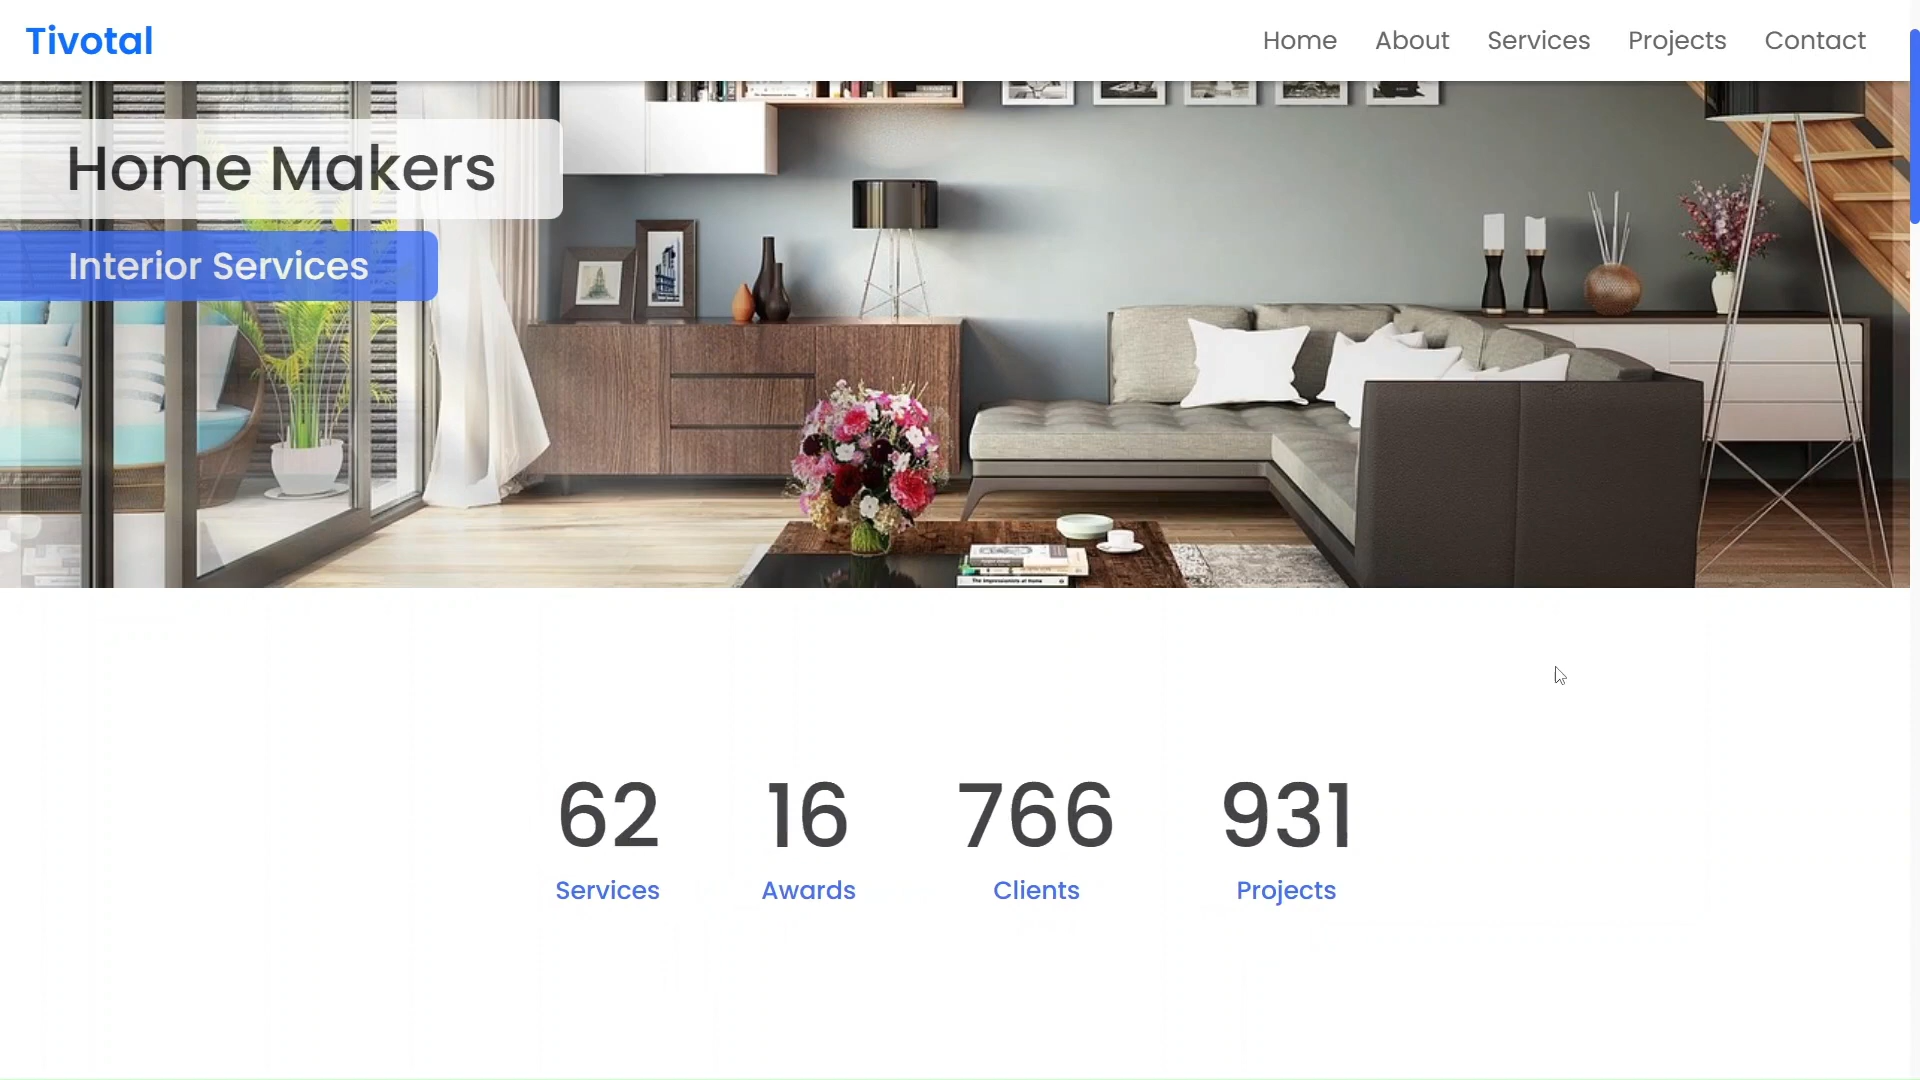 Tivotal
Home About Services Projects Contact
Home Makers
Interior Services
62 16 766 931
Services Awards Clients Projects